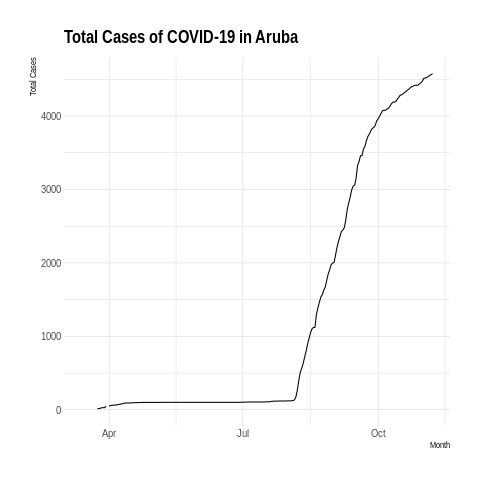 Total Cases of COVID-19 in Aruba
Total Cases
4000
3000
2000
1000
0
Apr
Jul
Oct
Month